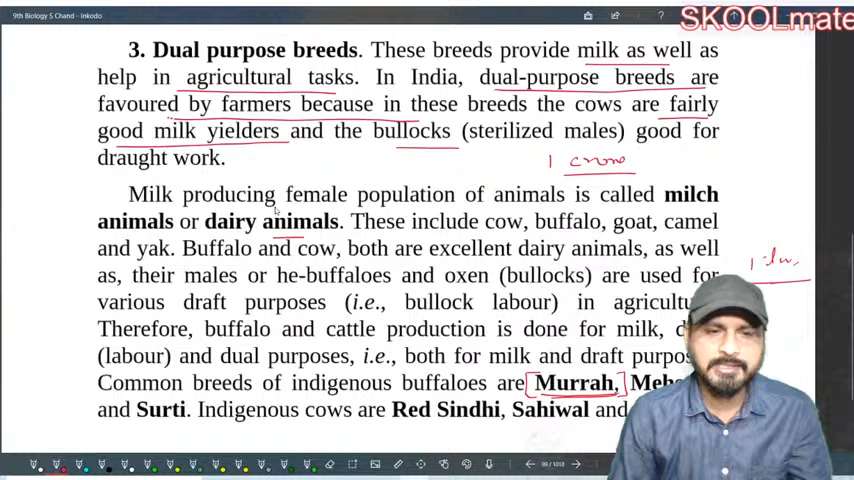 9th Biology S Chand - Inkodo
SKOOLmate
3. Dual purpose breeds. These breeds provide milk as well as
help in agricultural tasks. In India, dual-purpose breeds are
favoured by farmers because in these breeds the cows are fairly
good milk yielders and the bullocks (sterilized males) good for
draught work.
1 crore
Milk producing female population of animals is called milch
animals or dairy animals. These include cow, buffalo, goat, camel
and yak. Buffalo and cow, both are excellent dairy animals, as well
as, their males or he-buffaloes and oxen (bullocks) are used for
various draft purposes (i.e., bullock labour) in
Therefore, buffalo and cattle production is done for milk,
(labour) and dual purposes, i.e., both for milk and draft
Common breeds of indigenous buffaloes are [Murrah,]
and Surti. Indigenous cows are Red Sindhi, Sahiwal and
99 / 1018